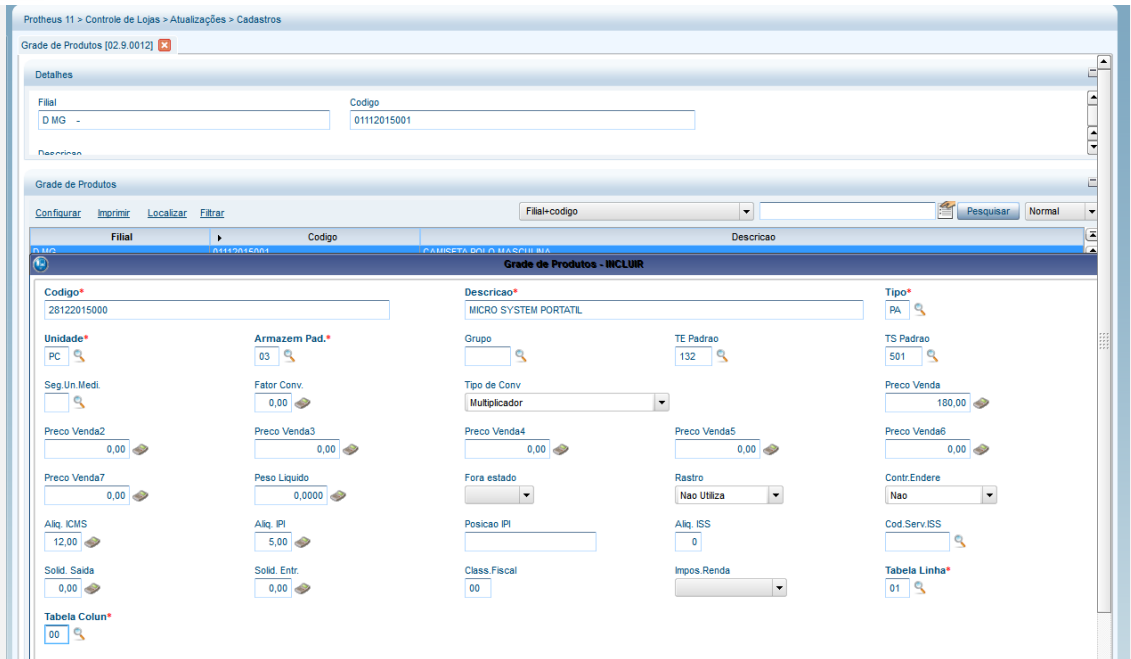 Protheus 11 > Controle de Lojas > Atualizações > Cadastros
Grade de Produtos [02.9.0012]
Detalhes
Filial Codigo
D MG - 01112015001
Descricao
Grade de Produtos
Configurar Imprimir Localizar Filtrar Filial+codigo Pesquisar Normal
Filial Codigo Descricao
D MG 01112015001 CAMISETA POLO MASCULINA
Grade de Produtos - INCLUIR
Codigo* Descricao* Tipo*
28122015000 MICRO SYSTEM PORTATIL PA
Unidade* Armazem Pad.* Grupo TE Padrao TS Padrao
PC 03 132 501
Seg.Un.Medi. Fator Conv. Tipo de Conv Preco Venda
0,00 Multiplicador 180,00
Preco Venda2 Preco Venda3 Preco Venda4 Preco Venda5 Preco Venda6
0,00 0,00 0,00 0,00 0,00
Preco Venda7 Peso Liquido Fora estado Rastro Contr.Endere
0,00 0,0000 Nao Utiliza Nao
Aliq. ICMS Aliq. IPI Posicao IPI Aliq. ISS Cod.Serv.ISS
12,00 5,00 0
Solid. Saida Solid. Entr. Class.Fiscal Impos.Renda Tabela Linha*
0,00 0,00 00 01
Tabela Colun*
00